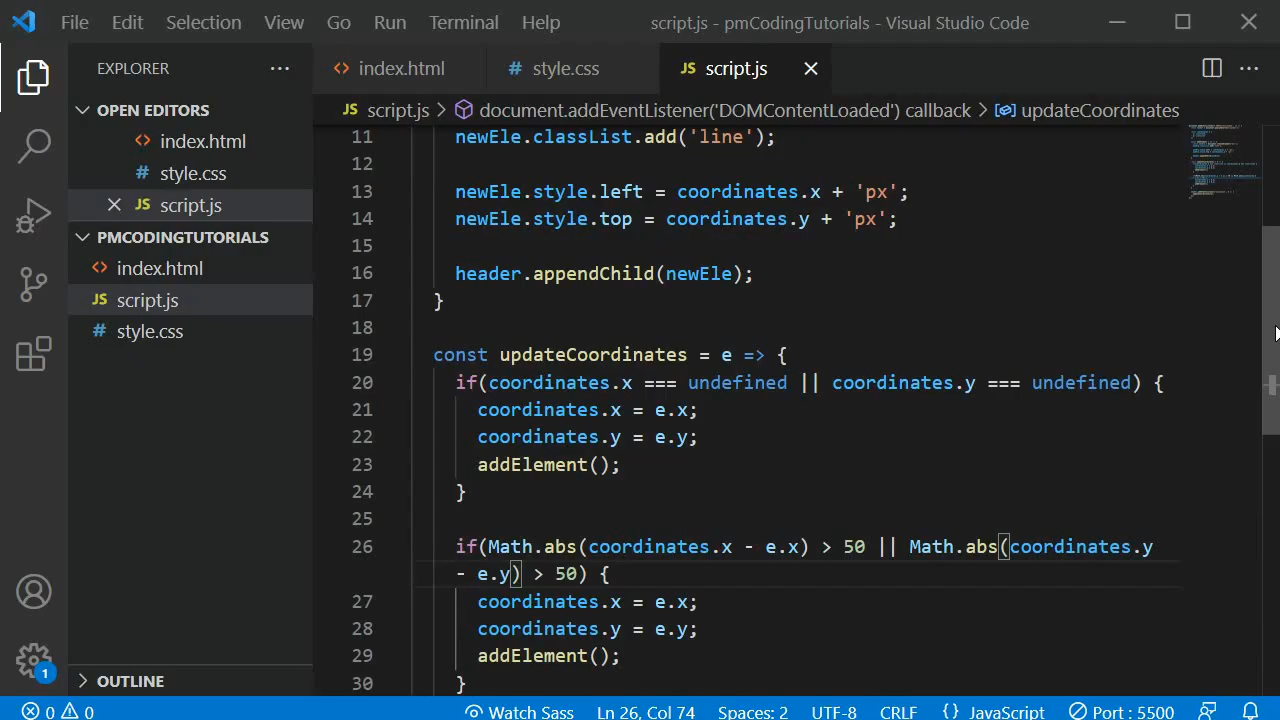 File Edit Selection View Go Run Terminal Help script.js - pmCodingTutorials - Visual Studio Code
EXPLORER
OPEN EDITORS
index.html
style.css
JS script.js
PMCODINGTUTORIALS
index.html
JS script.js
style.css
OUTLINE
1
index.html style.css JS script.js
JS script.js > document.addEventListener('DOMContentLoaded') callback > updateCoordinates
11 newEle.classList.add('line');
12
13 newEle.style.left = coordinates.x + 'px';
14 newEle.style.top = coordinates.y + 'px';
15
16 header.appendChild(newEle);
17 }
18
19 const updateCoordinates = e => {
20 if(coordinates.x === undefined || coordinates.y === undefined) {
21 coordinates.x = e.x;
22 coordinates.y = e.y;
23 addElement();
24 }
25
26 if(Math.abs(coordinates.x - e.x) > 50 || Math.abs(coordinates.y
- e.y) > 50) {
27 coordinates.x = e.x;
28 coordinates.y = e.y;
29 addElement();
30 }
0 0 Watch Sass Ln 26, Col 74 Spaces: 2 UTF-8 CRLF {} JavaScript Port : 5500